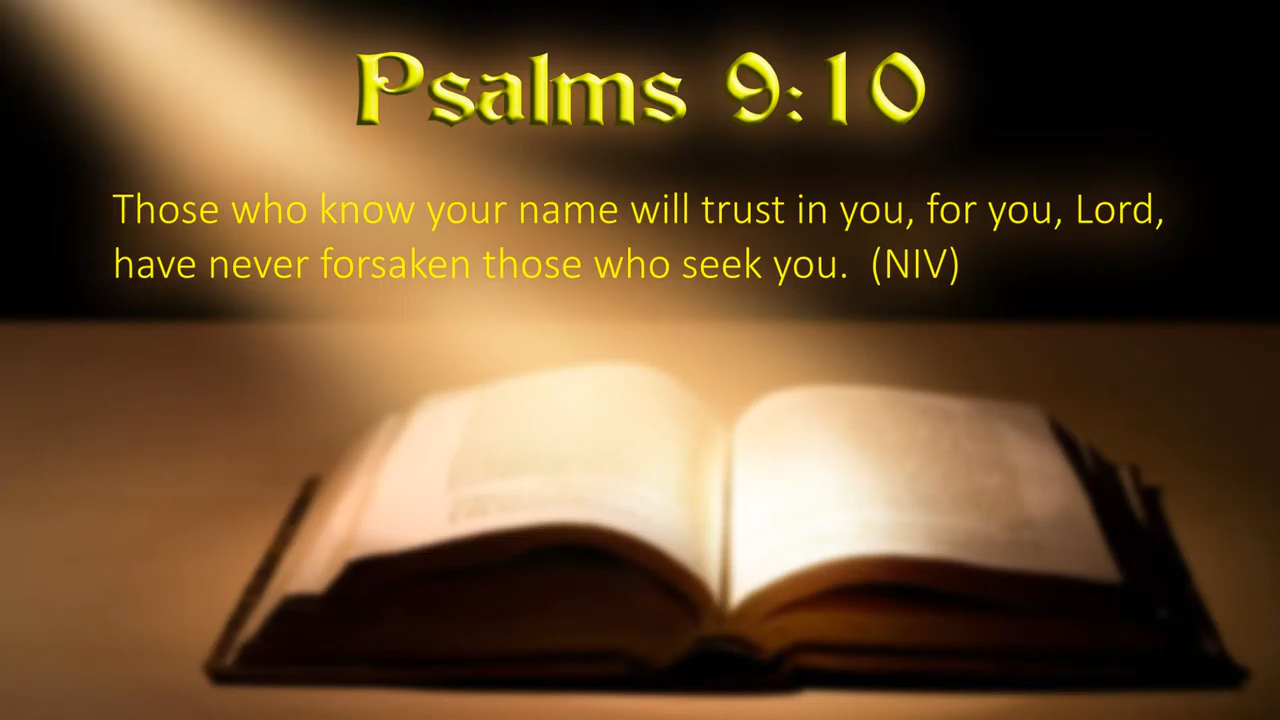 Psalms 9:10
Those who know your name will trust in you, for you, Lord,
have never forsaken those who seek you.  (NIV)